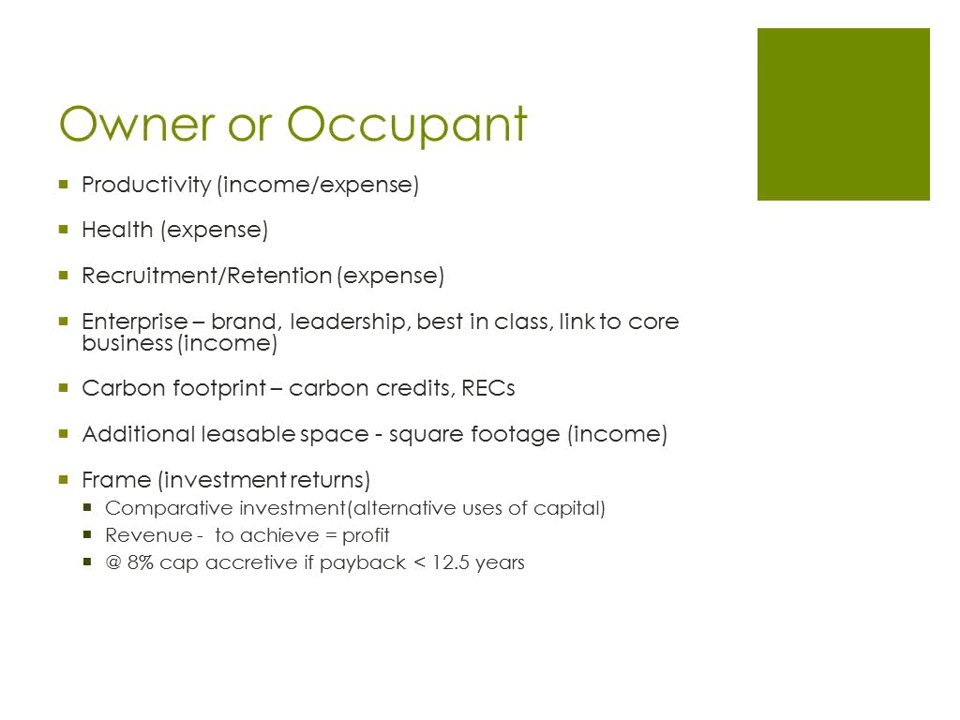 Owner or Occupant
▪ Productivity (income/expense)
▪ Health (expense)
▪ Recruitment/Retention (expense)
▪ Enterprise – brand, leadership, best in class, link to core
business (income)
▪ Carbon footprint – carbon credits, RECs
▪ Additional leasable space - square footage (income)
▪ Frame (investment returns)
▪ Comparative investment(alternative uses of capital)
▪ Revenue - to achieve = profit
▪ @ 8% cap accretive if payback < 12.5 years